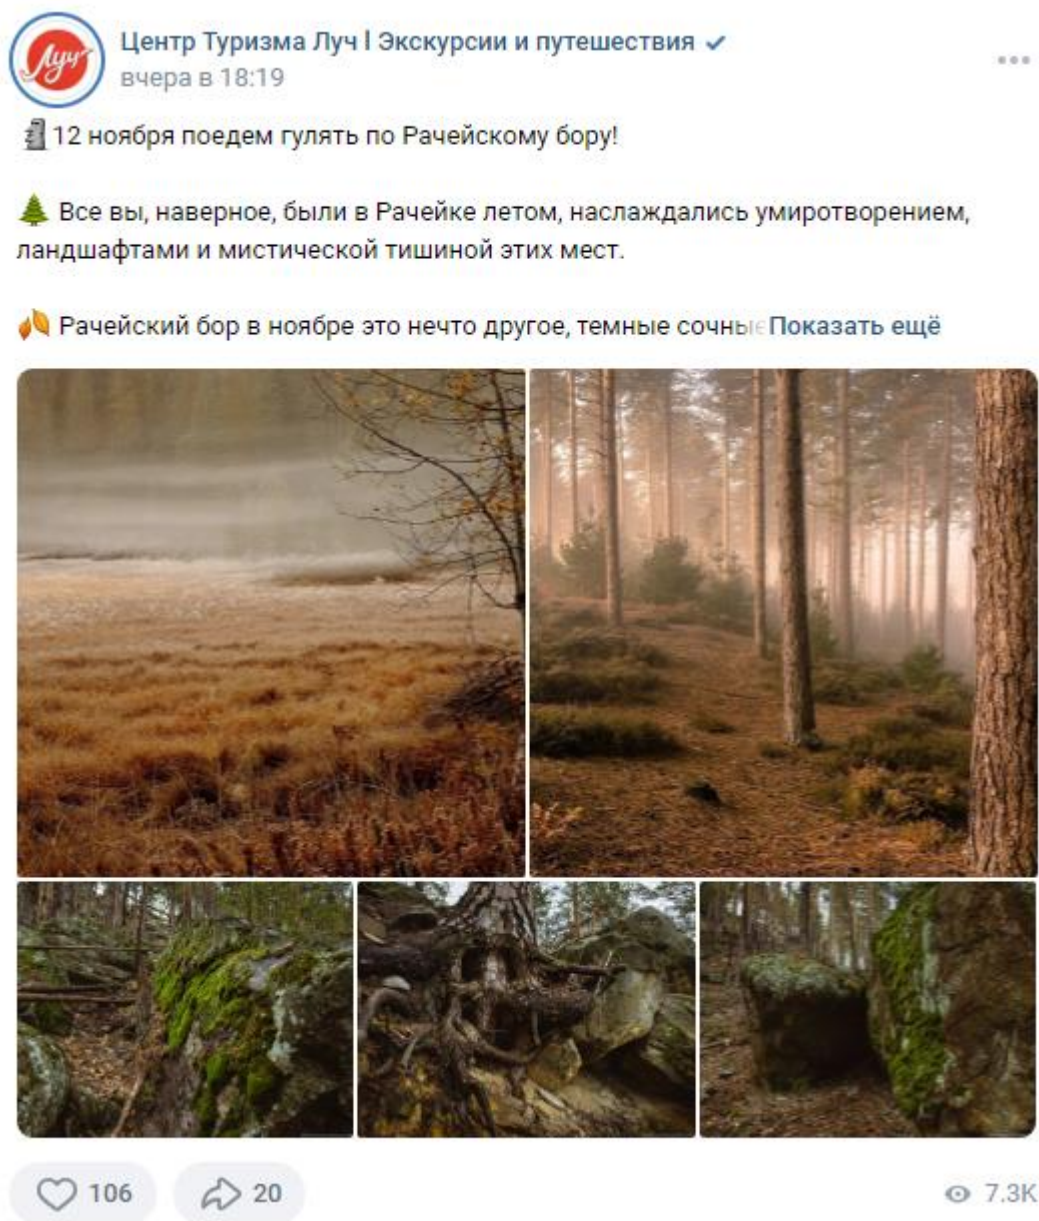 Луч
Центр Туризма Луч | Экскурсии и путешествия
вчера в 18:19
12 ноября поедем гулять по Рачейскому бору!
Все вы, наверное, были в Рачейке летом, наслаждались умиротворением,
ландшафтами и мистической тишиной этих мест.
Рачейский бор в ноябре это нечто другое, темные сочные Показать ещё
106
20
7.3K